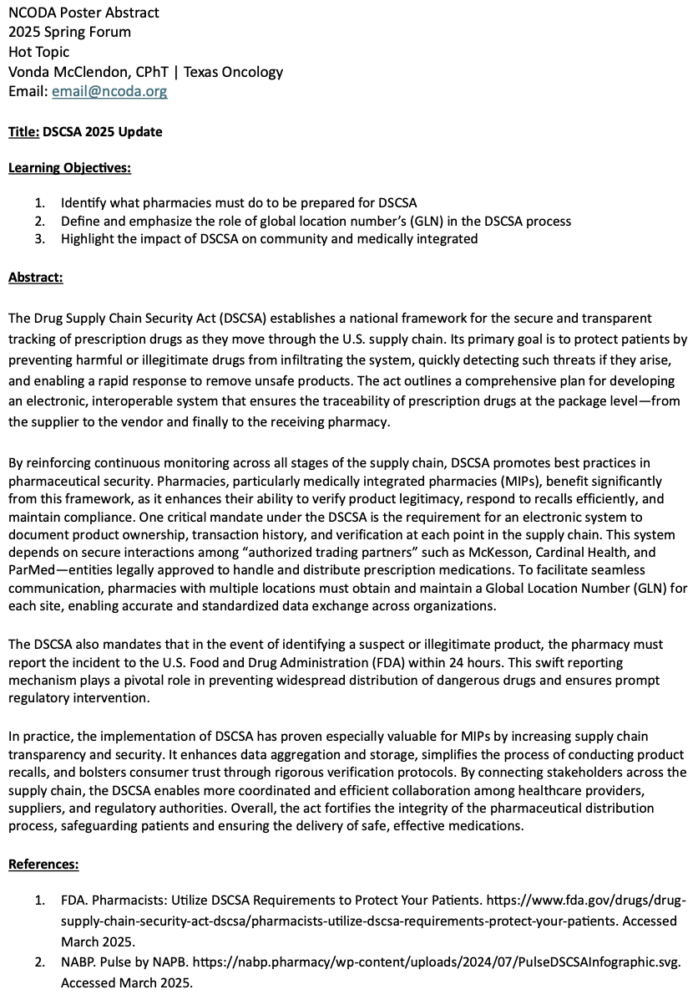 NCODA Poster Abstract
2025 Spring Forum
Hot Topic
Vonda McClendon, CPhT | Texas Oncology
Email: email@ncoda.org
Title: DSCSA 2025 Update
Learning Objectives:
1. Identify what pharmacies must do to be prepared for DSCSA
2. Define and emphasize the role of global location number's (GLN) in the DSCSA process
3. Highlight the impact of DSCSA on community and medically integrated
Abstract:
The Drug Supply Chain Security Act (DSCSA) establishes a national framework for the secure and transparent
tracking of prescription drugs as they move through the U.S. supply chain. Its primary goal is to protect patients by
preventing harmful or illegitimate drugs from infiltrating the system, quickly detecting such threats if they arise,
and enabling a rapid response to remove unsafe products. The act outlines a comprehensive plan for developing
an electronic, interoperable system that ensures the traceability of prescription drugs at the package level—from
the supplier to the vendor and finally to the receiving pharmacy.
By reinforcing continuous monitoring across all stages of the supply chain, DSCSA promotes best practices in
pharmaceutical security. Pharmacies, particularly medically integrated pharmacies (MIPs), benefit significantly
from this framework, as it enhances their ability to verify product legitimacy, respond to recalls efficiently, and
maintain compliance. One critical mandate under the DSCSA is the requirement for an electronic system to
document product ownership, transaction history, and verification at each point in the supply chain. This system
depends on secure interactions among “authorized trading partners” such as McKesson, Cardinal Health, and
ParMed—entities legally approved to handle and distribute prescription medications. To facilitate seamless
communication, pharmacies with multiple locations must obtain and maintain a Global Location Number (GLN) for
each site, enabling accurate and standardized data exchange across organizations.
The DSCSA also mandates that in the event of identifying a suspect or illegitimate product, the pharmacy must
report the incident to the U.S. Food and Drug Administration (FDA) within 24 hours. This swift reporting
mechanism plays a pivotal role in preventing widespread distribution of dangerous drugs and ensures prompt
regulatory intervention.
In practice, the implementation of DSCSA has proven especially valuable for MIPs by increasing supply chain
transparency and security. It enhances data aggregation and storage, simplifies the process of conducting product
recalls, and bolsters consumer trust through rigorous verification protocols. By connecting stakeholders across the
supply chain, the DSCSA enables more coordinated and efficient collaboration among healthcare providers,
suppliers, and regulatory authorities. Overall, the act fortifies the integrity of the pharmaceutical distribution
process, safeguarding patients and ensuring the delivery of safe, effective medications.
References:
1. FDA. Pharmacists: Utilize DSCSA Requirements to Protect Your Patients. https://www.fda.gov/drugs/drug-
supply-chain-security-act-dscsa/pharmacists-utilize-dscsa-requirements-protect-your-patients. Accessed
March 2025.
2. NABP. Pulse by NAPB. https://nabp.pharmacy/wp-content/uploads/2024/07/PulseDSCSAInfographic.svg.
Accessed March 2025.